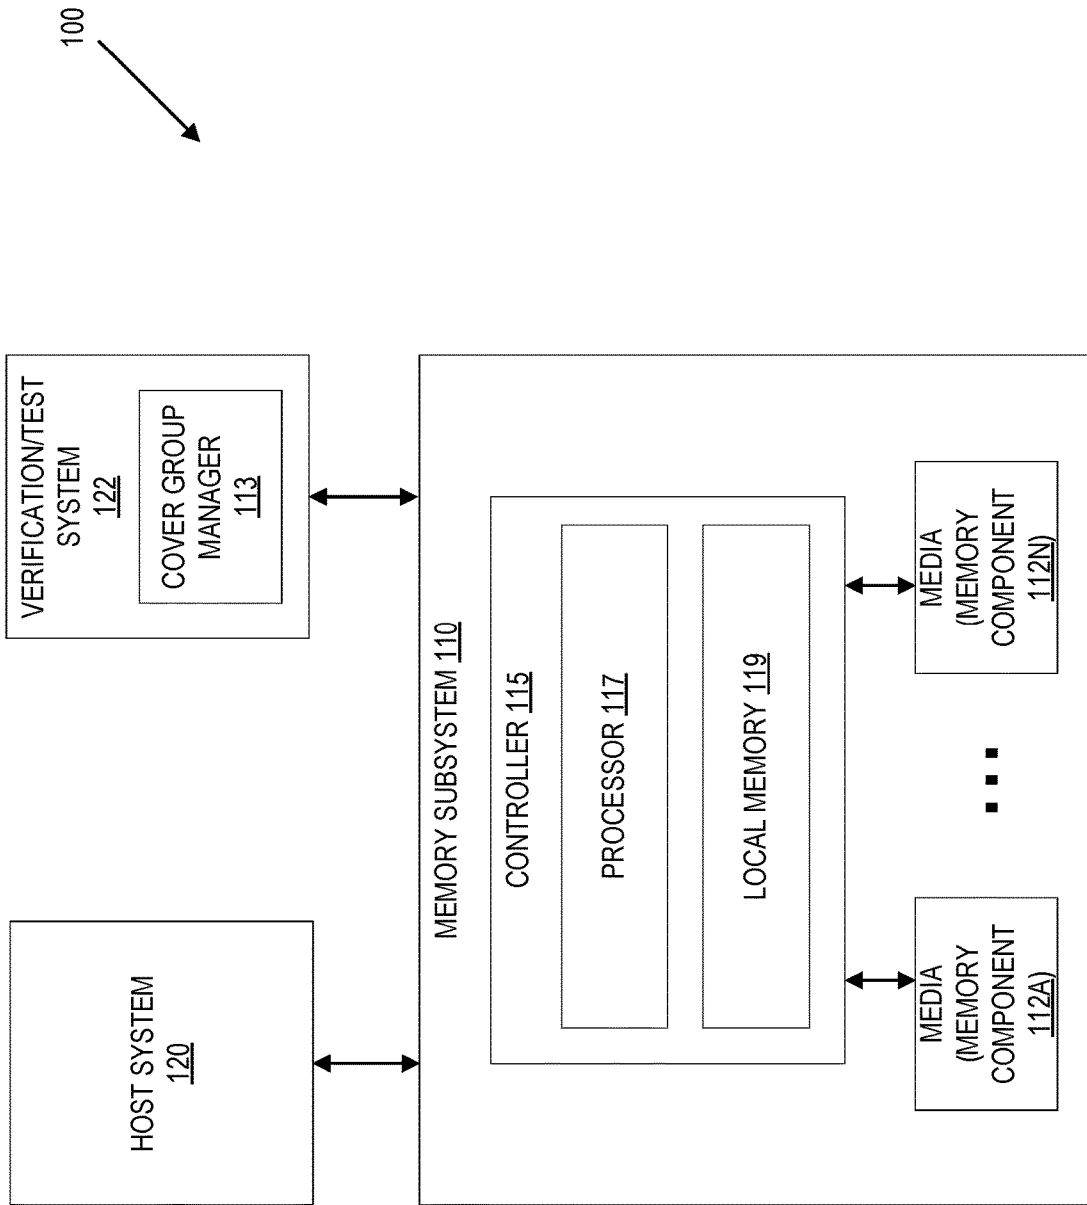 100
HOST SYSTEM
120
VERIFICATION/TEST
SYSTEM
122
COVER GROUP
MANAGER
113
MEMORY SUBSYSTEM 110
CONTROLLER 115
PROCESSOR 117
LOCAL MEMORY 119
MEDIA
(MEMORY
COMPONENT
112A)
MEDIA
(MEMORY
COMPONENT
112N)